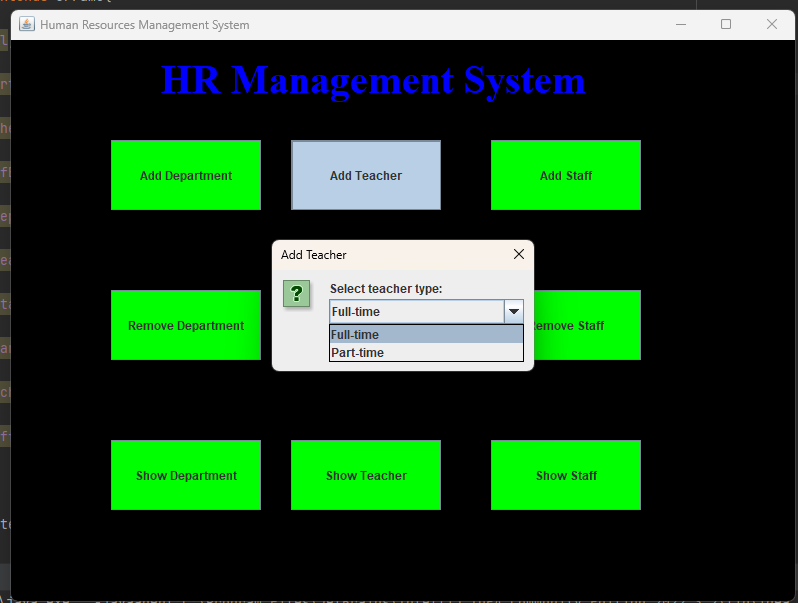 Human Resources Management System
HR Management System
Add Department
Add Teacher
Add Staff
Add Teacher
Select teacher type:
Full-time
Full-time
Part-time
Remove Department
Remove Staff
Show Department
Show Teacher
Show Staff